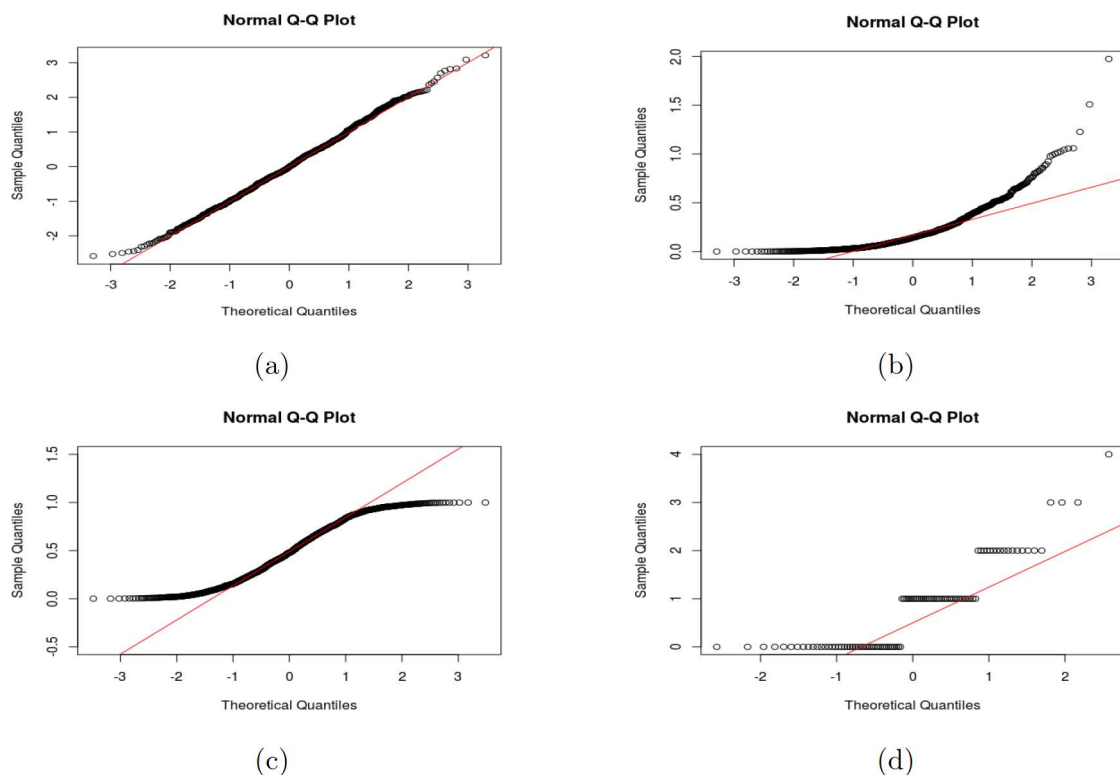 Normal Q-Q Plot
Sample Quantiles
3
2
1
0
-1
-2
-3 -2 -1 0 1 2 3
Theoretical Quantiles
(a)
Normal Q-Q Plot
Sample Quantiles
2.0
1.5
1.0
0.5
0.0
-3 -2 -1 0 1 2 3
Theoretical Quantiles
(b)
Normal Q-Q Plot
Sample Quantiles
1.5
1.0
0.5
0.0
-0.5
-3 -2 -1 0 1 2 3
Theoretical Quantiles
(c)
Normal Q-Q Plot
Sample Quantiles
4
3
2
1
0
-2 -1 0 1 2
Theoretical Quantiles
(d)